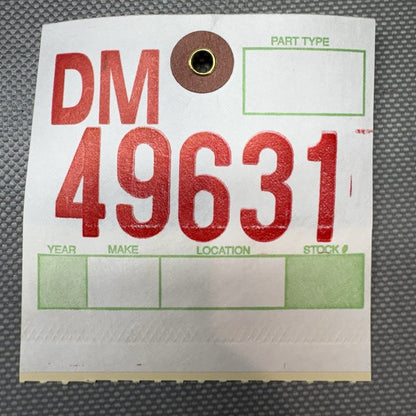 PART TYPE
DM
49631
YEAR MAKE LOCATION STOCK #